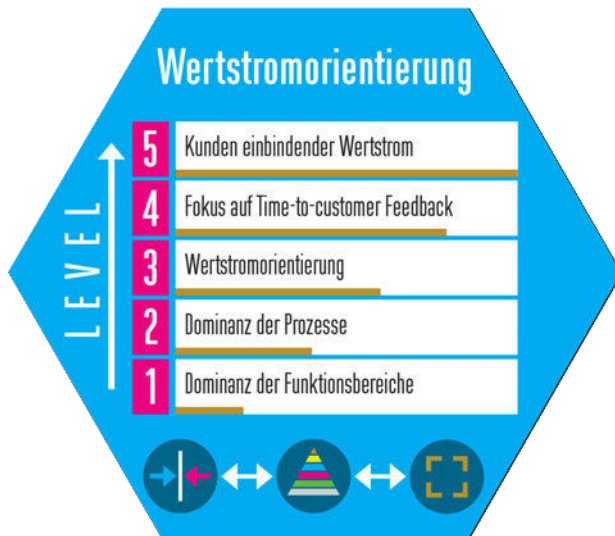 Wertstromorientierung
5 Kunden einbindender Wertstrom
4 Fokus auf Time-to-customer Feedback
3 Wertstromorientierung
2 Dominanz der Prozesse
1 Dominanz der Funktionsbereiche
LEVEL